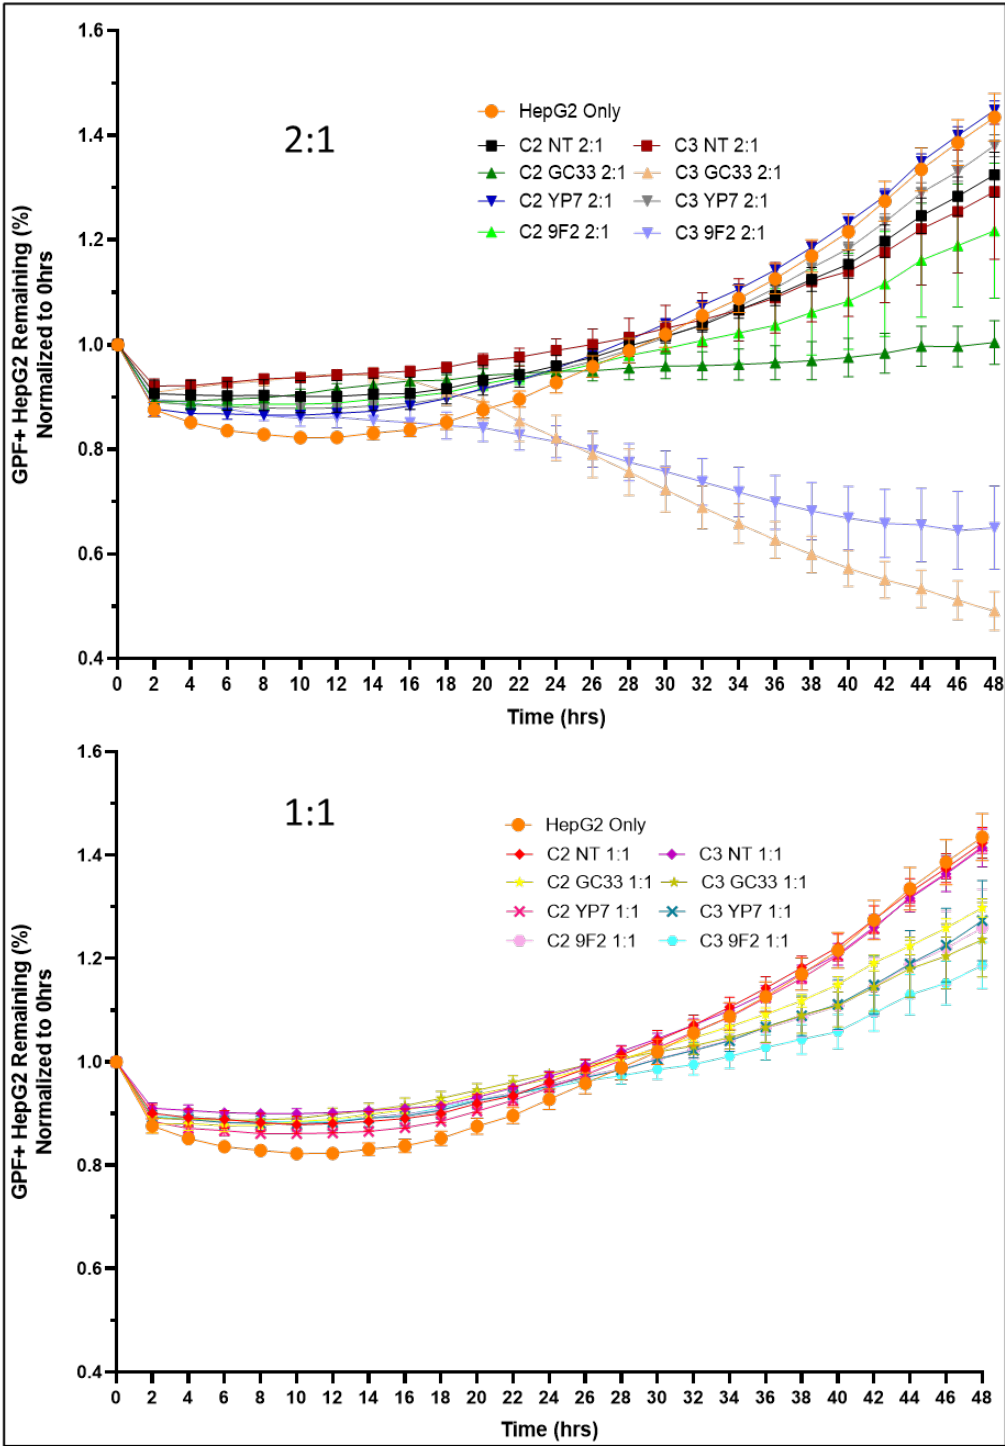 1.6
2:1
HepG2 Only
C2 NT 2:1 C3 NT 2:1
1.4
C2 GC33 2:1 C3 GC33 2:1
C2 YP7 2:1 C3 YP7 2:1
C2 9F2 2:1 C3 9F2 2:1
1.2
GPF+ HepG2 Remaining (%)
Normalized to 0hrs
1.0
0.8
0.6
0.4
0 2 4 6 8 10 12 14 16 18 20 22 24 26 28 30 32 34 36 38 40 42 44 46 48
Time (hrs)
1.6
1:1
HepG2 Only
C2 NT 1:1 C3 NT 1:1
1.4
C2 GC33 1:1 C3 GC33 1:1
C2 YP7 1:1 C3 YP7 1:1
C2 9F2 1:1 C3 9F2 1:1
1.2
GPF+ HepG2 Remaining (%)
Normalized to 0hrs
1.0
0.8
0.6
0.4
0 2 4 6 8 10 12 14 16 18 20 22 24 26 28 30 32 34 36 38 40 42 44 46 48
Time (hrs)